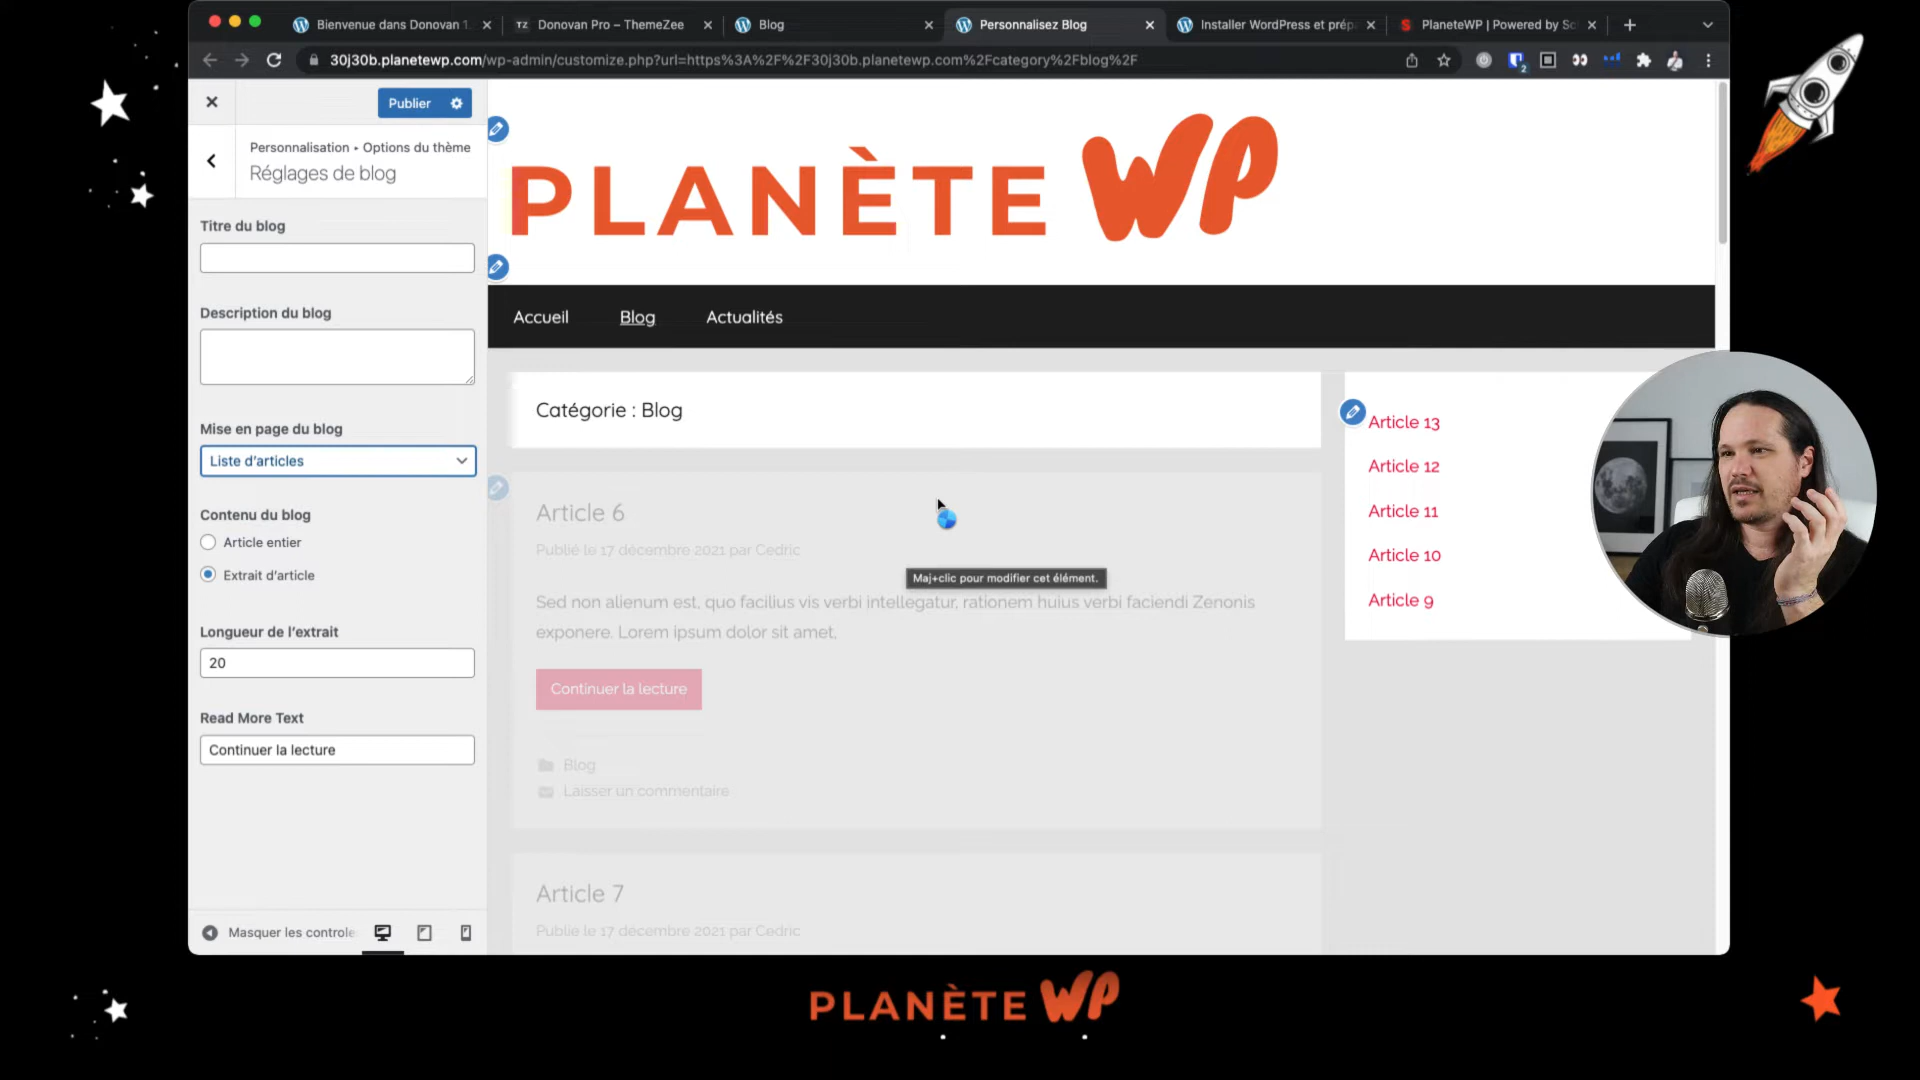 Bienvenue dans Donovan 1
TZ Donovan Pro – ThemeZee
Blog
Personnalisez Blog
Installer WordPress et prép
PlaneteWP | Powered by Sc
30j30b.planetewp.com/wp-admin/customize.php?url=https%3A%2F%2F30j30b.planetewp.com%2Fcategory%2Fblog%2F
Publier
Personnalisation • Options du thème
Réglages de blog
Titre du blog
Description du blog
Mise en page du blog
Liste d'articles
Contenu du blog
Article entier
Extrait d'article
Longueur de l'extrait
20
Read More Text
Continuer la lecture
Masquer les contrôle
PLANÈTE WP
Accueil
Blog
Actualités
Catégorie : Blog
Article 6
Publié le 17 décembre 2021 par Cedric
Maj+clic pour modifier cet élément.
Sed non alienum est, quo facilius vis verbi intellegatur, rationem huius verbi faciendi Zenonis
exponere. Lorem ipsum dolor sit amet,
Continuer la lecture
Blog
Laisser un commentaire
Article 7
Publié le 17 décembre 2021 par Cedric
Article 13
Article 12
Article 11
Article 10
Article 9
PLANÈTE WP